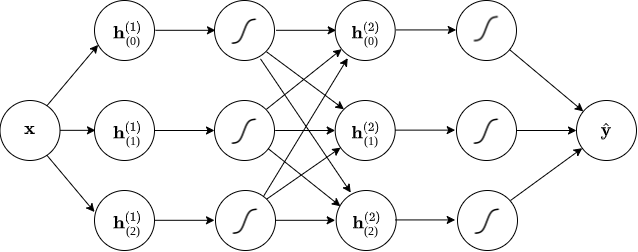 h^{(1)}_{(0)} h^{(2)}_{(0)}
x h^{(1)}_{(1)} h^{(2)}_{(1)} ŷ
h^{(1)}_{(2)} h^{(2)}_{(2)}